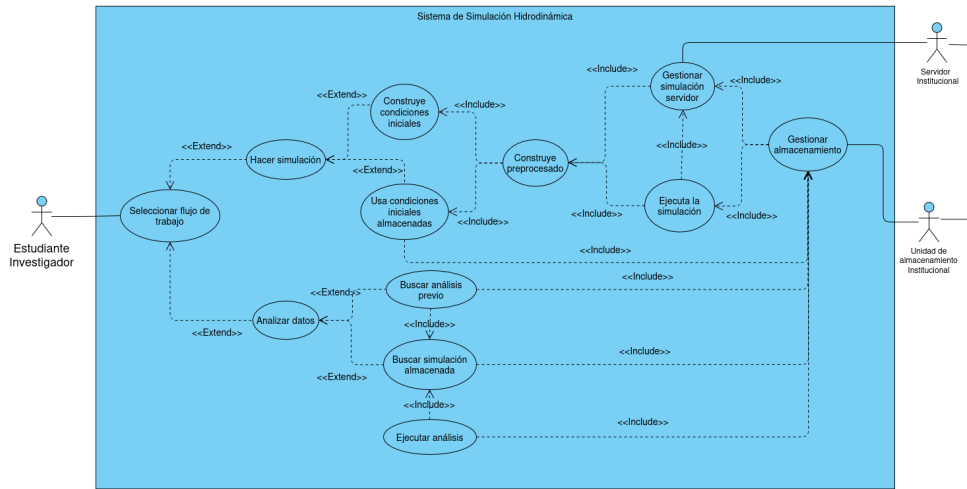 Sistema de Simulación Hidrodinámica
Servidor
Institucional
<<Include>>
Gestionar
simulación
servidor
<<Include>>
<<Extend>>
Construye
condiciones
iniciales
<<Include>>
Gestionar
almacenamiento
<<Extend>>
Hacer simulación
<<Include>>
Construye
preprocesado
<<Extend>>
Estudiante
Investigador
Seleccionar flujo de
trabajo
Usa condiciones
iniciales
almacenadas
<<Include>>
<<Include>>
Ejecuta la
simulación
<<Include>>
Unidad de
almacenamiento
Institucional
<<Include>>
Buscar análisis
previo
<<Include>>
<<Extend>>
Analizar datos
<<Extend>>
<<Include>>
Buscar simulación
almacenada
<<Include>>
<<Extend>>
<<Include>>
<<Include>>
Ejecutar análisis